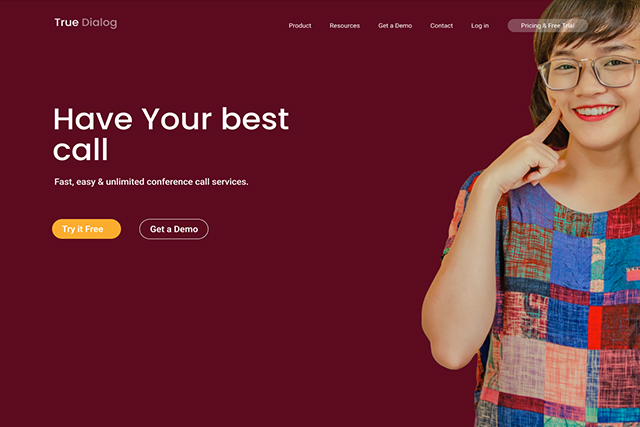 True Dialog
Product Resources Get a Demo Contact Log in Pricing & Free Trial
Have Your best
call
Fast, easy & unlimited conference call services.
Try it Free Get a Demo